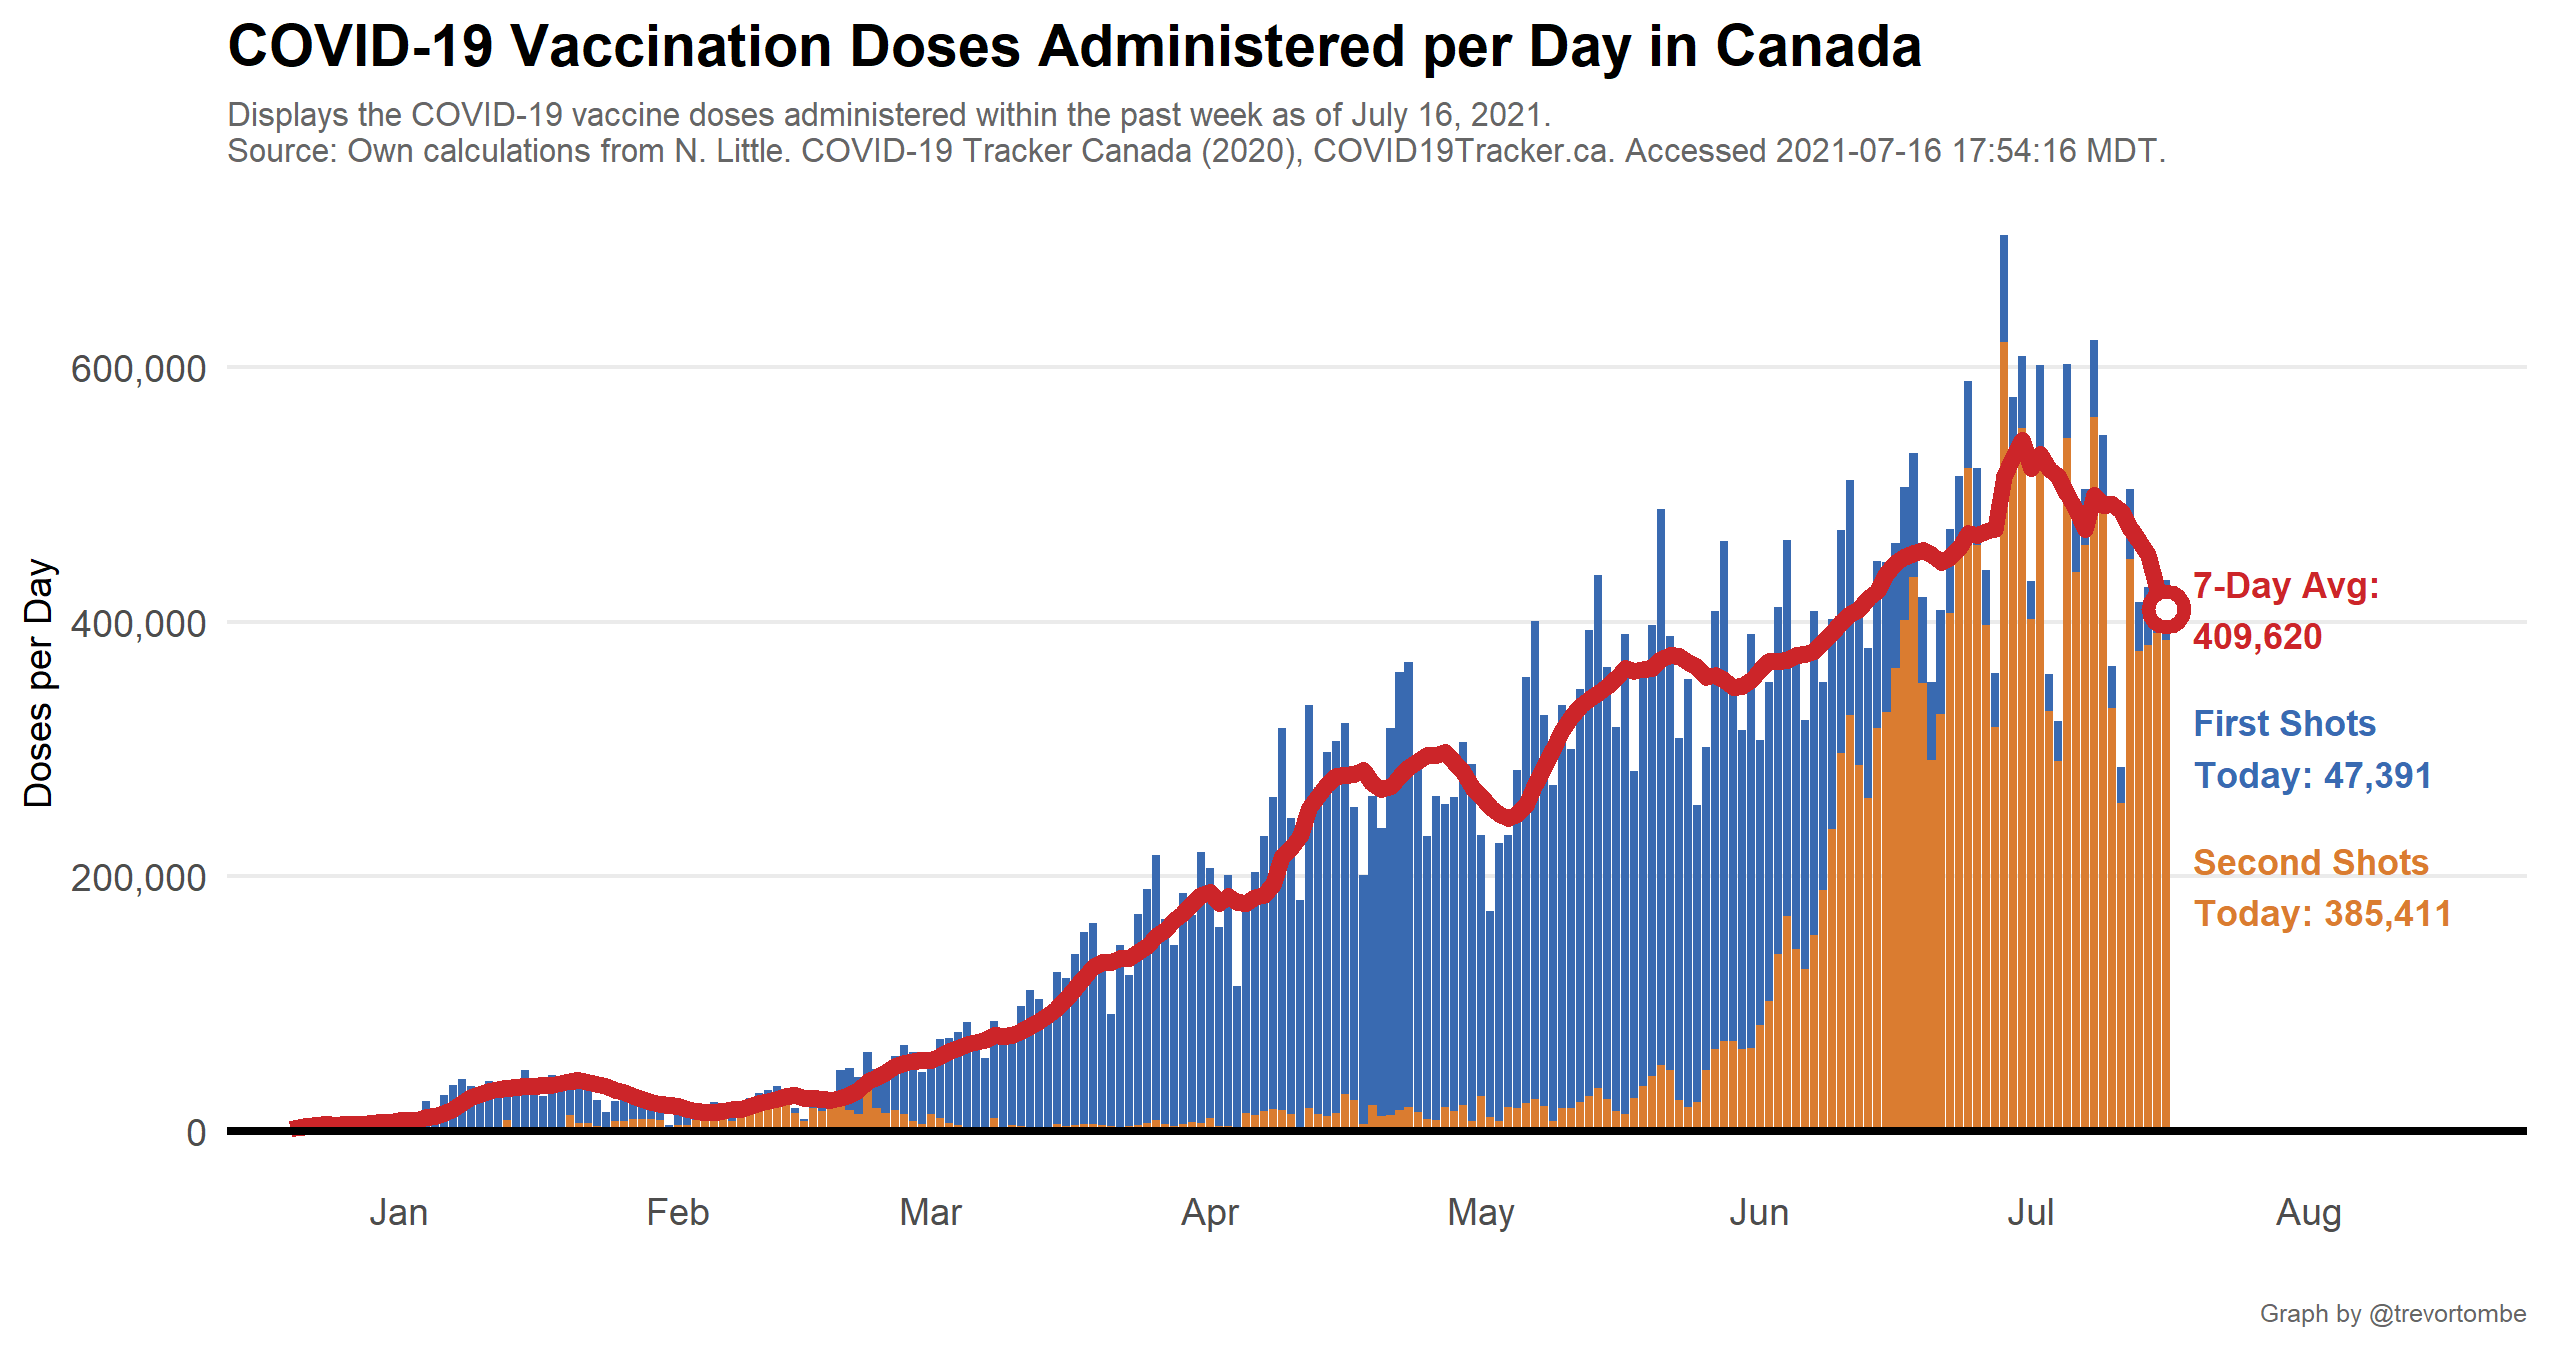 COVID-19 Vaccination Doses Administered per Day in Canada
Displays the COVID-19 vaccine doses administered within the past week as of July 16, 2021.
Source: Own calculations from N. Little. COVID-19 Tracker Canada (2020), COVID19Tracker.ca. Accessed 2021-07-16 17:54:16 MDT.
Doses per Day
600,000
400,000
200,000
0
7-Day Avg:
409,620
First Shots
Today: 47,391
Second Shots
Today: 385,411
Jan
Feb
Mar
Apr
May
Jun
Jul
Aug
Graph by @trevortombe